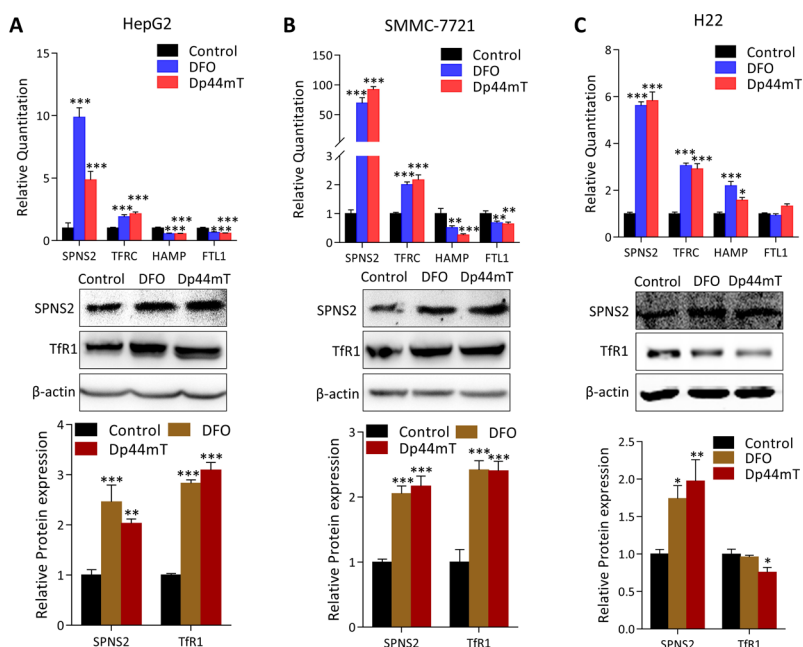 A
HepG2
Control
DFO
Dp44mT
Relative Quantitation
15
10
5
0
***
***
***
***
***
***
***
***
SPNS2
TFRC
HAMP
FTL1
Control DFO Dp44mT
SPNS2
TfR1
β-actin
Control DFO
Dp44mT
Relative Protein expression
4
3
2
1
0
***
**
***
***
SPNS2
TfR1
B
SMMC-7721
Control
DFO
Dp44mT
Relative Quantitation
150
100
50
3
2
1
0
***
***
***
***
**
***
**
**
SPNS2
TFRC
HAMP
FTL1
Control DFO Dp44mT
SPNS2
TfR1
β-actin
Control DFO
Dp44mT
Relative Protein expression
3
2
1
0
***
***
***
***
SPNS2
TfR1
C
H22
Control
DFO
Dp44mT
Relative Quantitation
8
6
4
2
0
***
***
***
***
***
*
SPNS2
TFRC
HAMP
FTL1
Control DFO Dp44mT
SPNS2
TfR1
β-actin
Control
DFO
Dp44mT
Relative Protein expression
2.5
2.0
1.5
1.0
0.5
0.0
*
**
*
SPNS2
TfR1